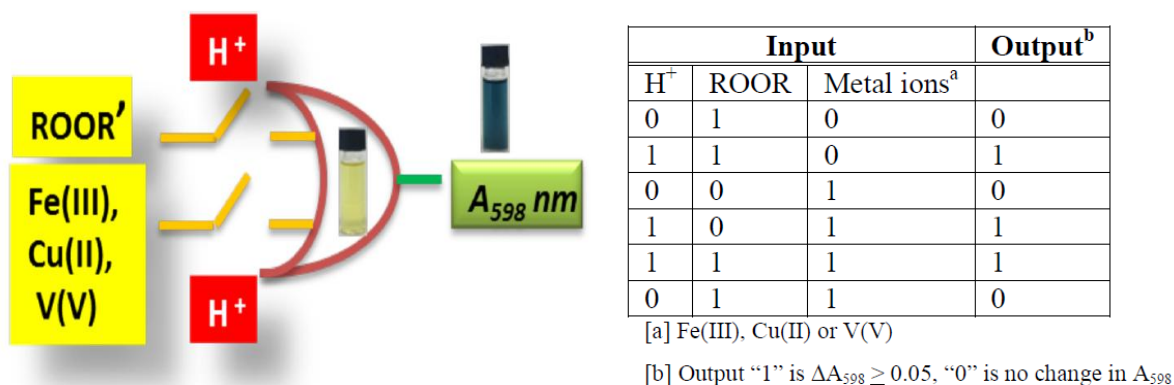 H⁺
ROOR’
Fe(III),
Cu(II),
V(V)
H⁺
A₅₉₈ nm
Input Outputᵇ
H⁺ ROOR Metal ionsᵃ
0 1 0 0
1 1 0 1
0 0 1 0
1 0 1 1
1 1 1 1
0 1 1 0
[a] Fe(III), Cu(II) or V(V)
[b] Output “1” is ΔA₅₉₈ ≥ 0.05, “0” is no change in A₅₉₈